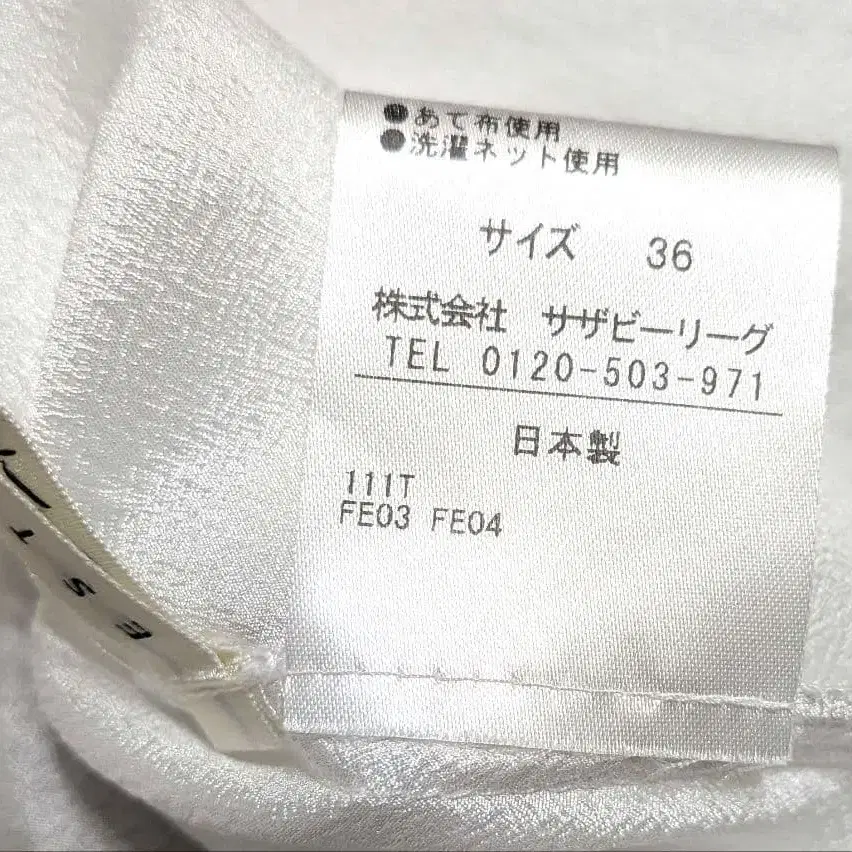 ●あて布使用
●洗濯ネット使用
サイズ 36
株式会社 サザビーリーグ
TEL 0120-503-971
日本製
111T
FE03 FE04
EST